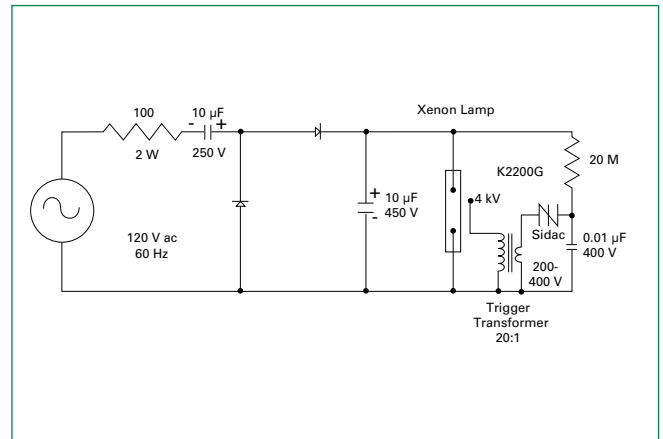 Xenon Lamp
100
2 W
10 µF
- +
250 V
120 V ac
60 Hz
+
-
10 µF
450 V
4 kV
K2200G
Sidac
20 M
0.01 µF
400 V
200-
400 V
Trigger
Transformer
20:1